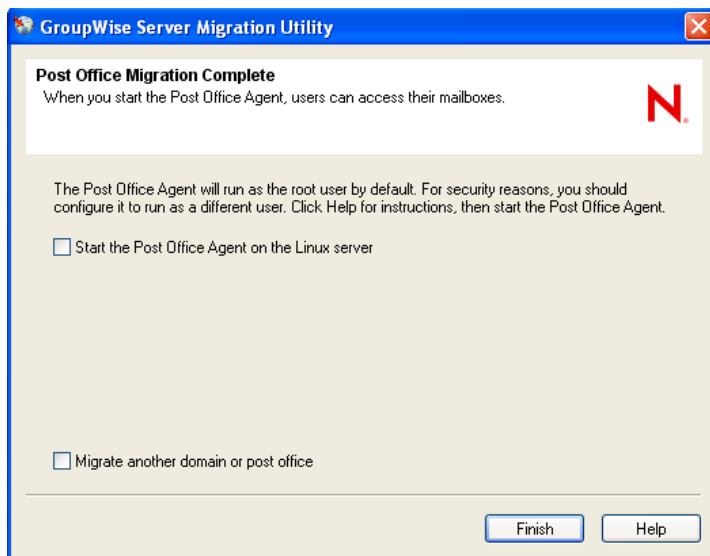 GroupWise Server Migration Utility
Post Office Migration Complete
When you start the Post Office Agent, users can access their mailboxes.
N
The Post Office Agent will run as the root user by default. For security reasons, you should
configure it to run as a different user. Click Help for instructions, then start the Post Office Agent.
Start the Post Office Agent on the Linux server
Migrate another domain or post office
Finish
Help